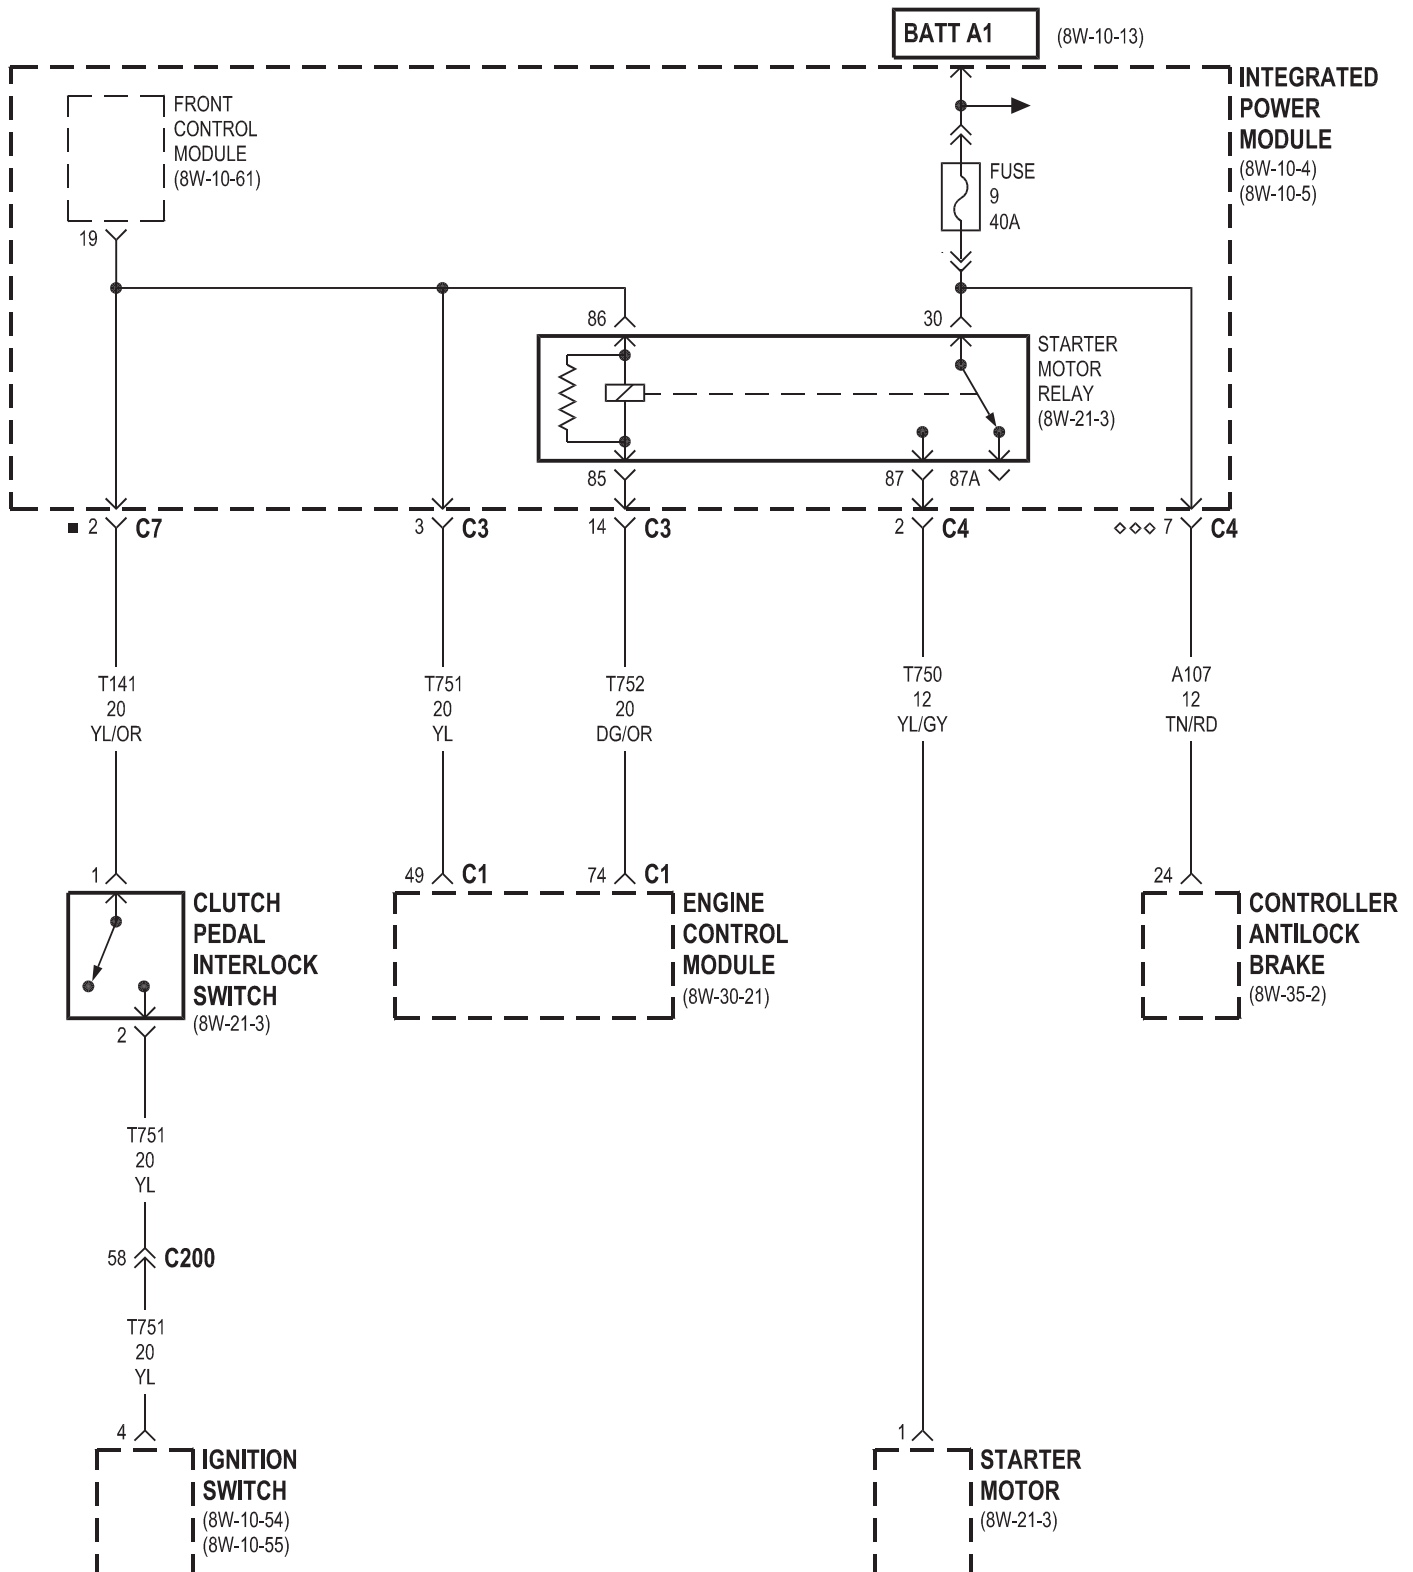 BATT A1
(8W-10-13)
INTEGRATED
POWER
MODULE
(8W-10-4)
(8W-10-5)
FRONT
CONTROL
MODULE
(8W-10-61)
19
FUSE
9
40A
86
30
STARTER
MOTOR
RELAY
(8W-21-3)
85
87
87A
2 C7
3 C3
14 C3
2 C4
7 C4
T141
20
YL/OR
T751
20
YL
T752
20
DG/OR
T750
12
YL/GY
A107
12
TN/RD
1
49 C1
74 C1
24
CLUTCH
PEDAL
INTERLOCK
SWITCH
(8W-21-3)
ENGINE
CONTROL
MODULE
(8W-30-21)
CONTROLLER
ANTILOCK
BRAKE
(8W-35-2)
2
T751
20
YL
58 C200
T751
20
YL
4
IGNITION
SWITCH
(8W-10-54)
(8W-10-55)
1
STARTER
MOTOR
(8W-21-3)